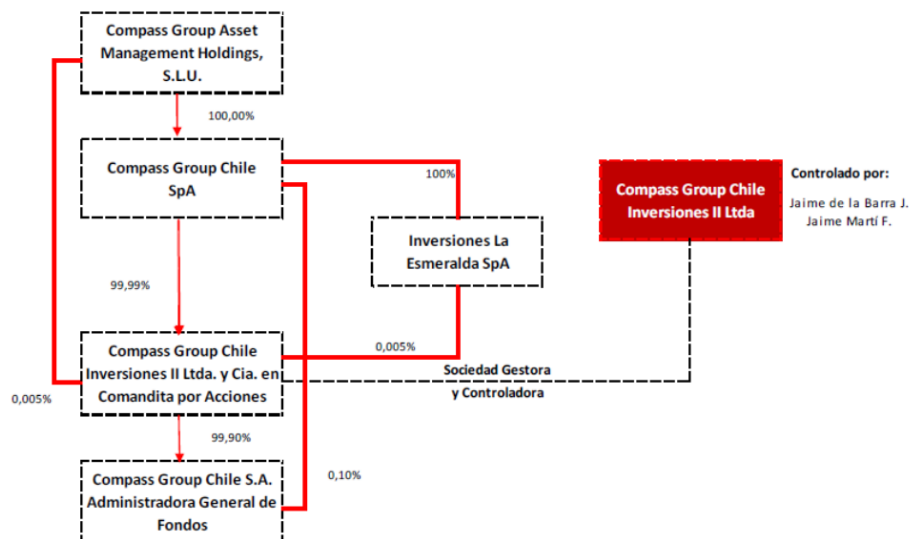 Compass Group Asset
Management Holdings,
S.L.U.
100,00%
Compass Group Chile
SpA
100%
Compass Group Chile
Inversiones II Ltda
Controlado por:
Jaime de la Barra J.
Jaime Martí F.
Inversiones La
Esmeralda SpA
99,99%
Compass Group Chile
Inversiones II Ltda. y Cia. en
Comandita por Acciones
0,005%
0,005%
Sociedad Gestora
y Controladora
99,90%
Compass Group Chile S.A.
Administradora General de
Fondos
0,10%